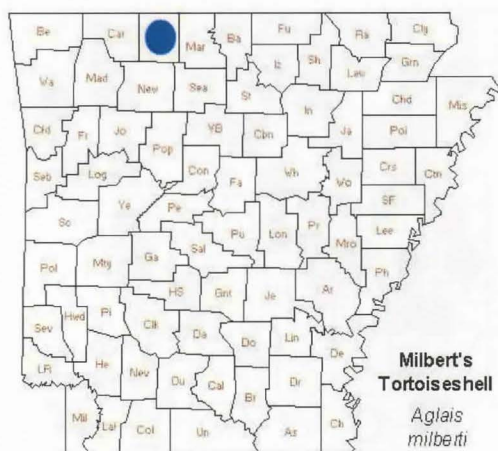 Be Car Mar Ba Fu Ra Cly
Wa Mad New Sea St Iz Sh Law Grn
Cfd Fr Jo Pop VB Cbn In Ja Chd Mis
Poi
Seb Log Con Fa Wh Wo Crs Ctn
SF
So Ye Pe Pu Lon Pr Mro Lee
Sal
Pol Mtg Ga Ph
HS Gnt Je Ar
Sev Hwd Pi Clk Da Do Lin De
LR He Nev Ou Cal Dr
Br
Mil Laf Col Un As Ch
Milbert's
Tortoiseshell
Aglais
milberti